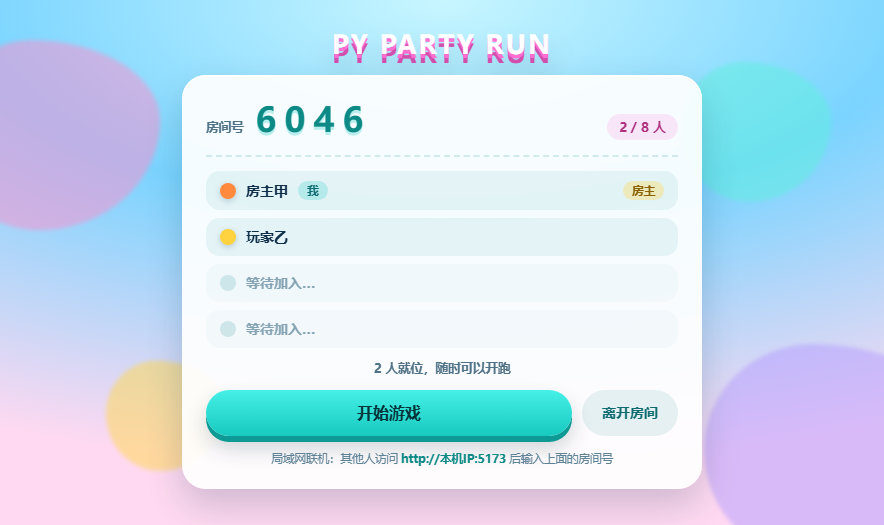 PY PARTY RUN
房间号 6046 2 / 8 人
房主甲 我 房主
玩家乙
等待加入...
等待加入...
2 人就位，随时可以开跑
开始游戏 离开房间
局域网联机：其他人访问 http://本机IP:5173 后输入上面的房间号